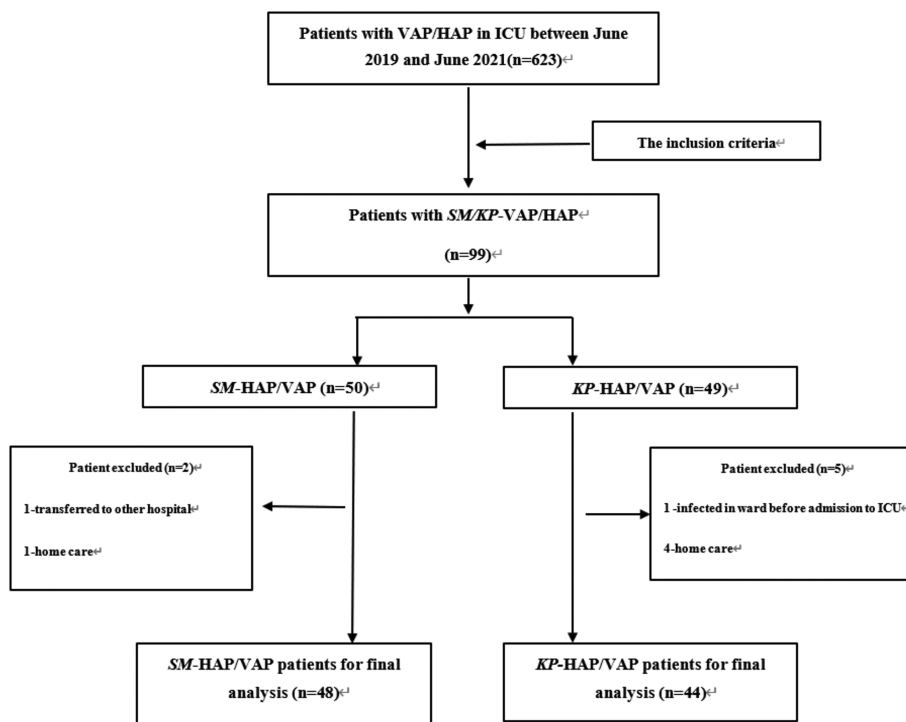 Patients with VAP/HAP in ICU between June
2019 and June 2021(n=623)↵
The inclusion criteria↵
Patients with SM/KP-VAP/HAP↵
(n=99)↵
SM-HAP/VAP (n=50)↵
KP-HAP/VAP (n=49)↵
Patient excluded (n=2)↵
1-transferred to other hospital↵
1-home care↵
Patient excluded (n=5)↵
1-infected in ward before admission to ICU↵
4-home care↵
SM-HAP/VAP patients for final
analysis (n=48)↵
KP-HAP/VAP patients for final
analysis (n=44)↵